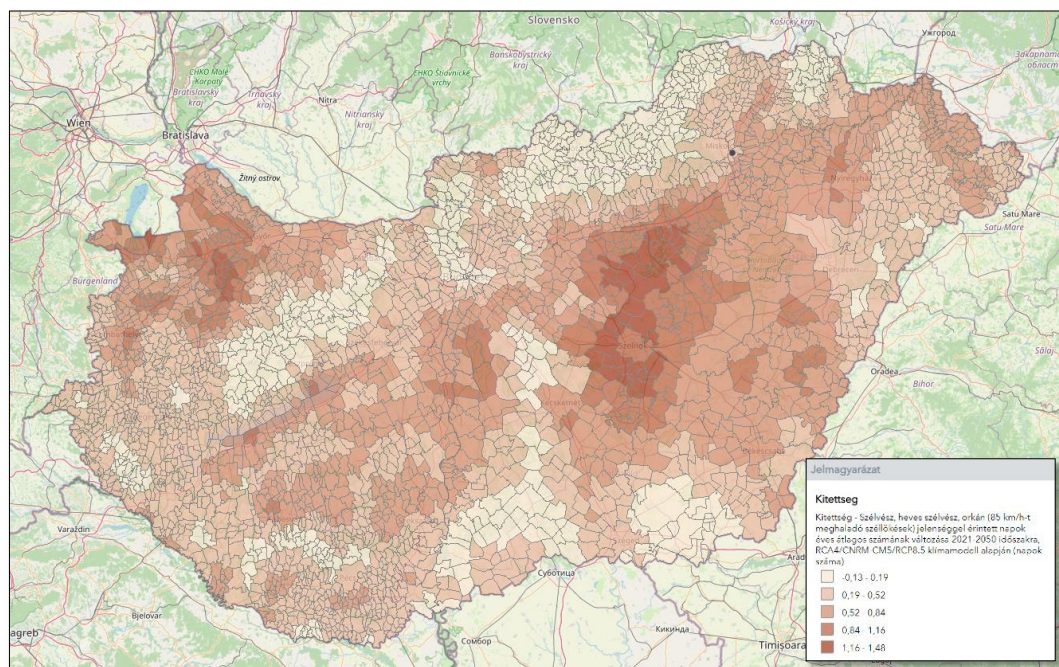 Slovensko
Košický kraj
Ужгород
Закарпатська
область
Banskobystrický
kraj
CHKO Malé
Karpaty
Bratislavský
kraj
Trnavský
kraj
CHKO Štiavnické
vrchy
Nitra
Nitriansky
kraj
Wien
Bratislava
Žitný ostrov
Miskolc
Nyíregyháza
Satu Mare
Satu Mare
Burgenland
Debrecen
Szolnok
Oradea
Bihor
Sălaj
Kecskemét
Békéscsaba
Varaždin
Bjelovar
Суботица
Сомбор
Кикинда
Timișoara
Jelmagyarázat
Kitettseg
Kitettség - Szélvész, heves szélvész, orkán (85 km/h-t
meghaladó széllökések) jelenséggel érintett napok
éves átlagos számának változása 2021-2050 időszakra,
RCA4/CNRM-CM5/RCP8.5 klímamodell alapján (napok
száma)
-0,13 - 0,19
0,19 - 0,52
0,52 - 0,84
0,84 - 1,16
1,16 - 1,48